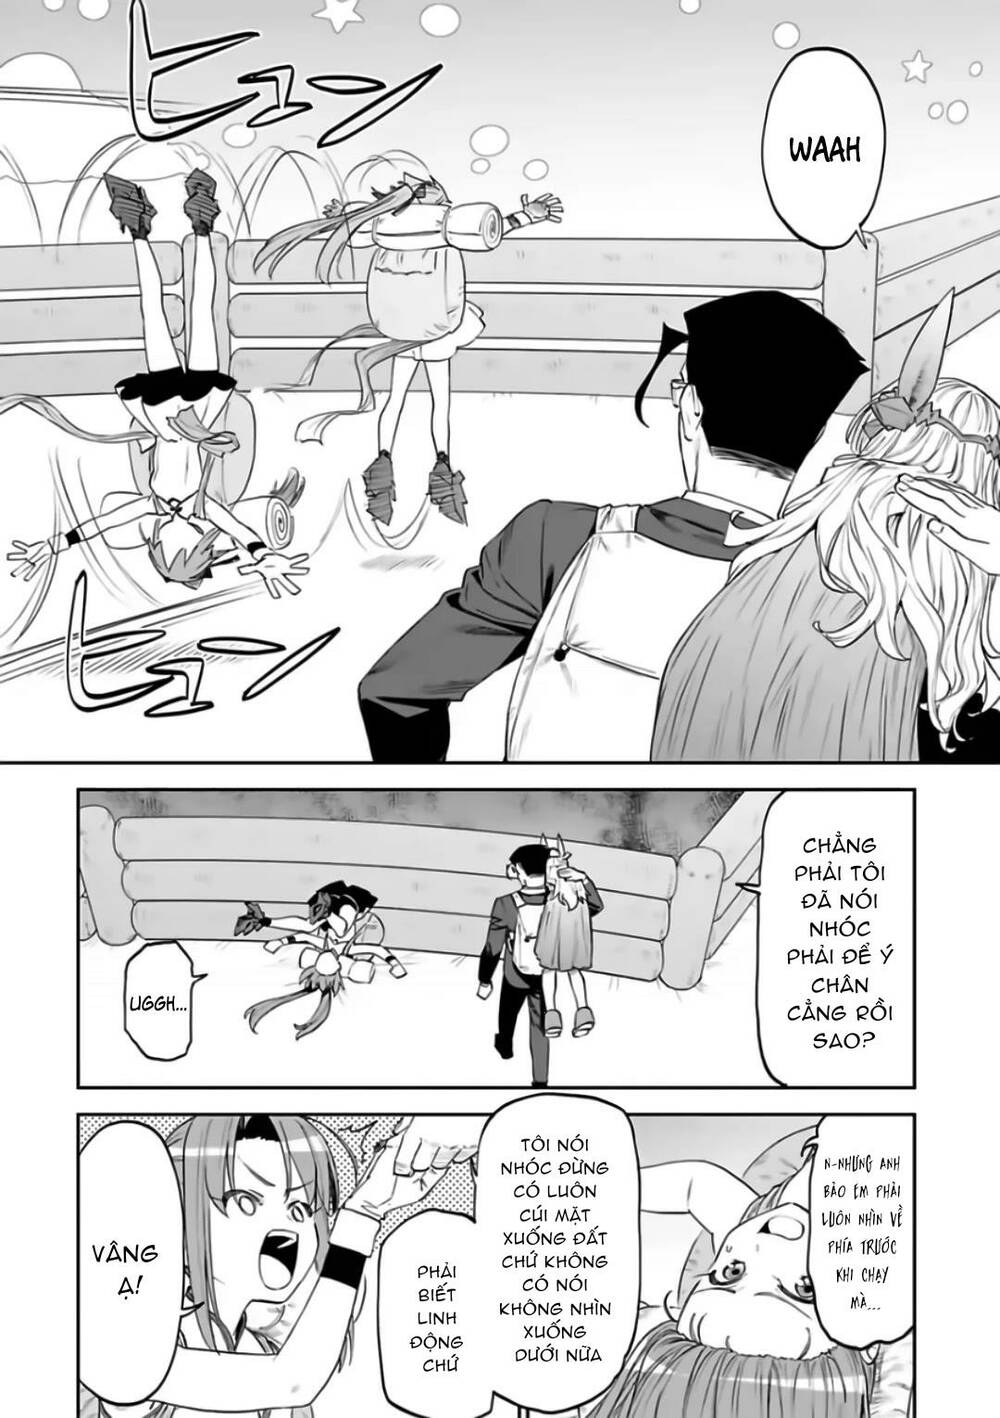 ヒュン
WAAH
ヒュン
CHẲNG
PHẢI TÔI
ĐÃ NÓI
NHÓC
PHẢI ĐỂ Ý
CHÂN
CẲNG RỒI
SAO?
UGGH...
N-NHƯNG ANH
BẢO EM PHẢI
LUÔN NHÌN VỀ
PHÍA TRƯỚC
KHI CHẠY
MÀ...
TÔI NÓI
NHÓC ĐỪNG
CÓ LUÔN
CÚI MẶT
XUỐNG ĐẤT
CHỨ KHÔNG
CÓ NÓI
KHÔNG NHÌN
XUỐNG
DƯỚI NỮA
PHẢI
BIẾT
LINH
ĐỘNG
CHỨ
VÂNG
Ạ!